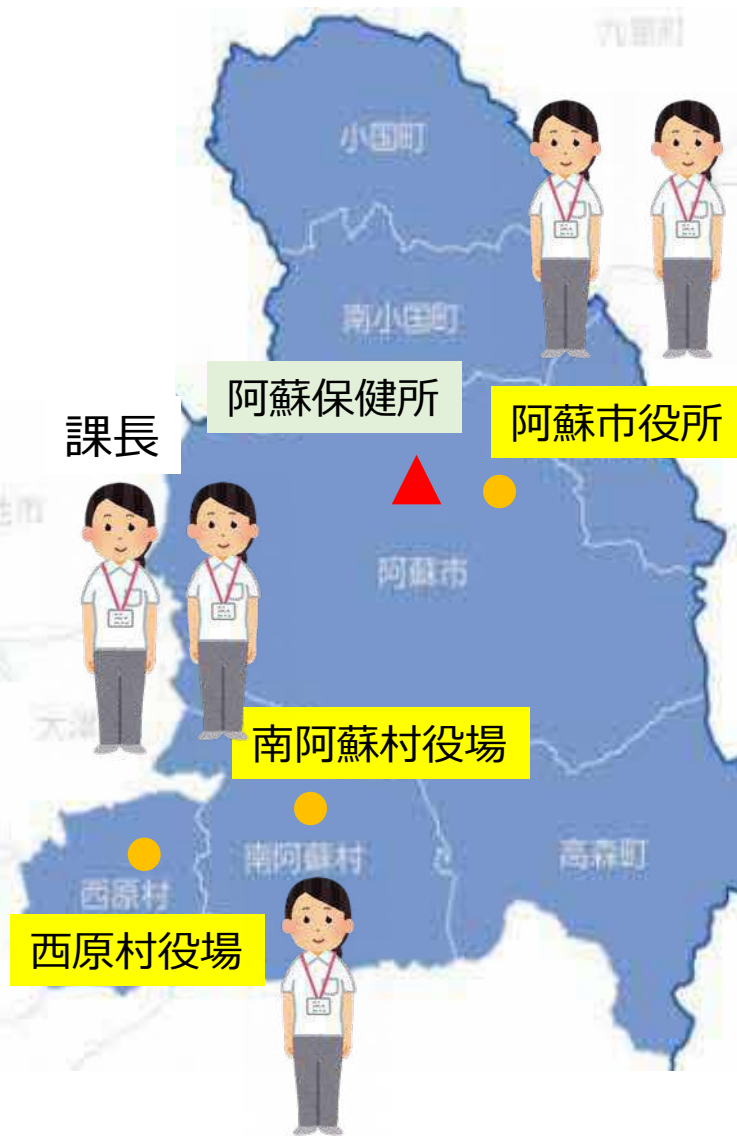 小国町
南小国町
阿蘇保健所
阿蘇市役所
課長
阿蘇市
南阿蘇村役場
南阿蘇村
高森町
西原村
西原村役場